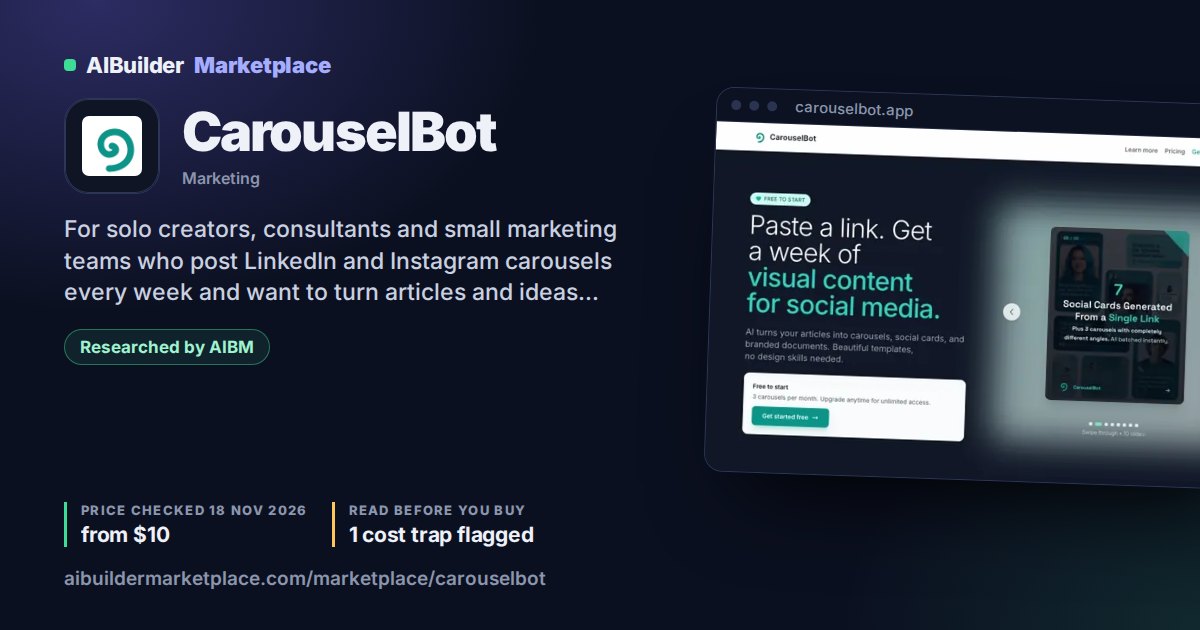 AIBuilder Marketplace
CarouselBot
Marketing
For solo creators, consultants and small marketing
teams who post LinkedIn and Instagram carousels
every week and want to turn articles and ideas...
Researched by AIBM
PRICE CHECKED 18 NOV 2026
from $10
READ BEFORE YOU BUY
1 cost trap flagged
aibuildermarketplace.com/marketplace/carouselbot
carouselbot.app
CarouselBot
Learn more Pricing Ge
FREE TO START
Paste a link. Get
a week of
visual content
for social media.
AI turns your articles into carousels, social cards, and
branded documents. Beautiful templates,
no design skills needed.
Free to start
3 carousels per month. Upgrade anytime for unlimited access.
Get started free →
7
Social Cards Generated
From a Single Link
Plus 3 carousels with completely
different angles. All batched instantly.
CarouselBot